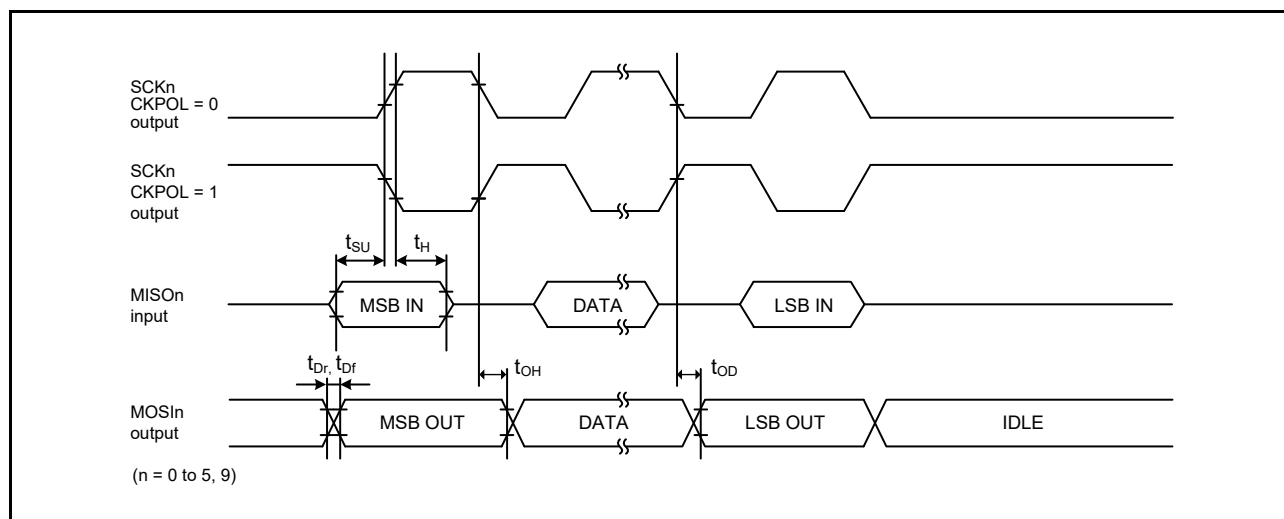 SCKn
CKPOL = 0
output
SCKn
CKPOL = 1
output
tSU
tH
MISOn
input
MSB IN
DATA
LSB IN
tDr, tDf
tOH
tOD
MOSIn
output
MSB OUT
DATA
LSB OUT
IDLE
(n = 0 to 5, 9)